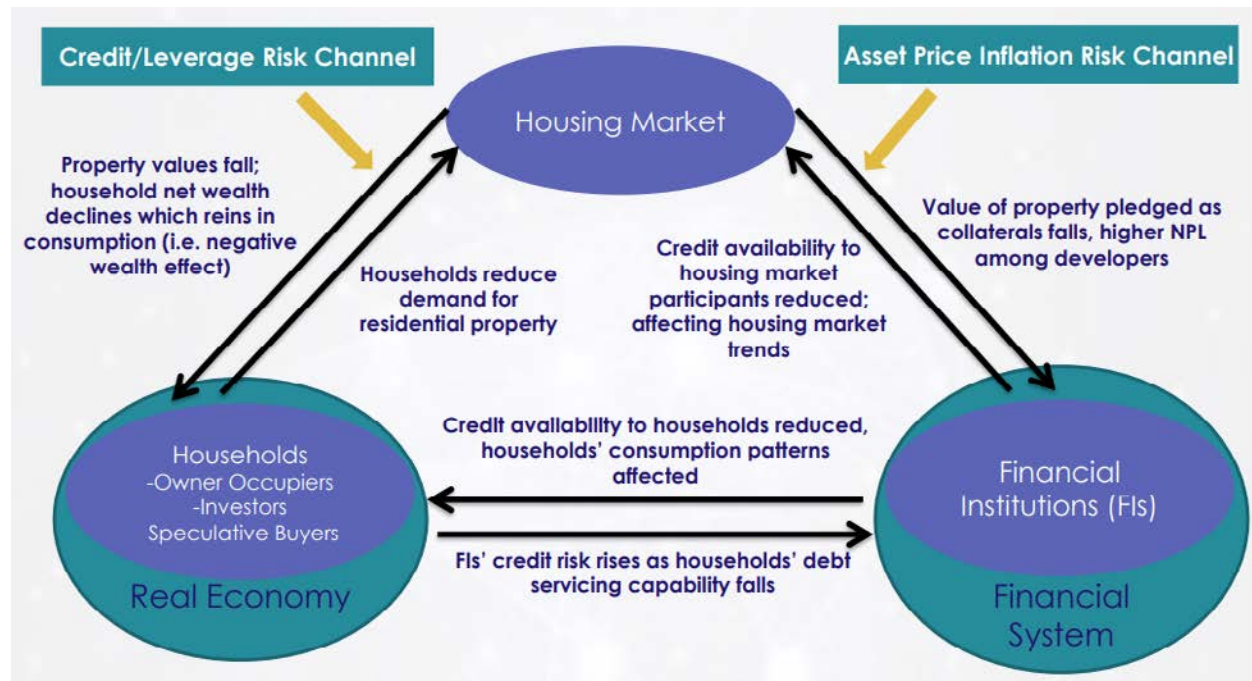 Credit/Leverage Risk Channel
Asset Price Inflation Risk Channel
Housing Market
Property values fall;
household net wealth
declines which reins in
consumption (i.e. negative
wealth effect)
Households reduce
demand for
residential property
Credit availability to
housing market
participants reduced;
affecting housing market
trends
Value of property pledged as
collaterals falls, higher NPL
among developers
Credit availability to households reduced,
households’ consumption patterns
affected
Households
-Owner Occupiers
-Investors
Speculative Buyers
Real Economy
Financial
Institutions (FIs)
Financial
System
FIs’ credit risk rises as households’ debt
servicing capability falls